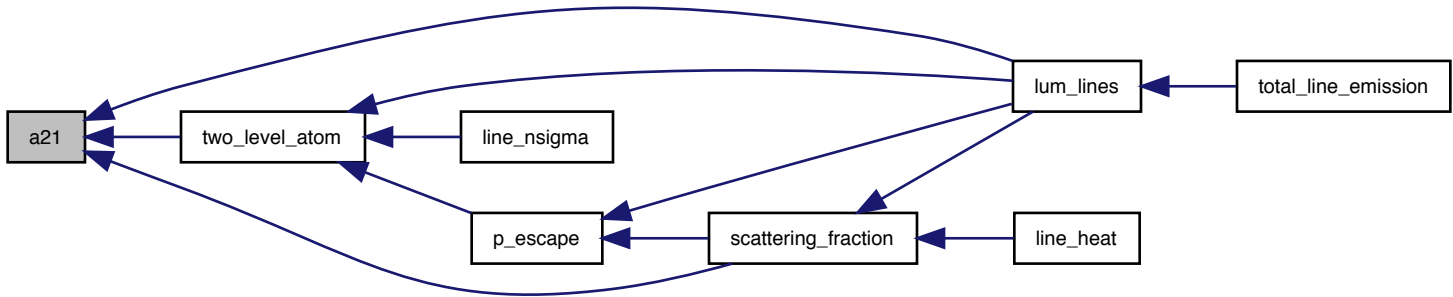 lum_lines
total_line_emission
a21
two_level_atom
line_nsigma
p_escape
scattering_fraction
line_heat